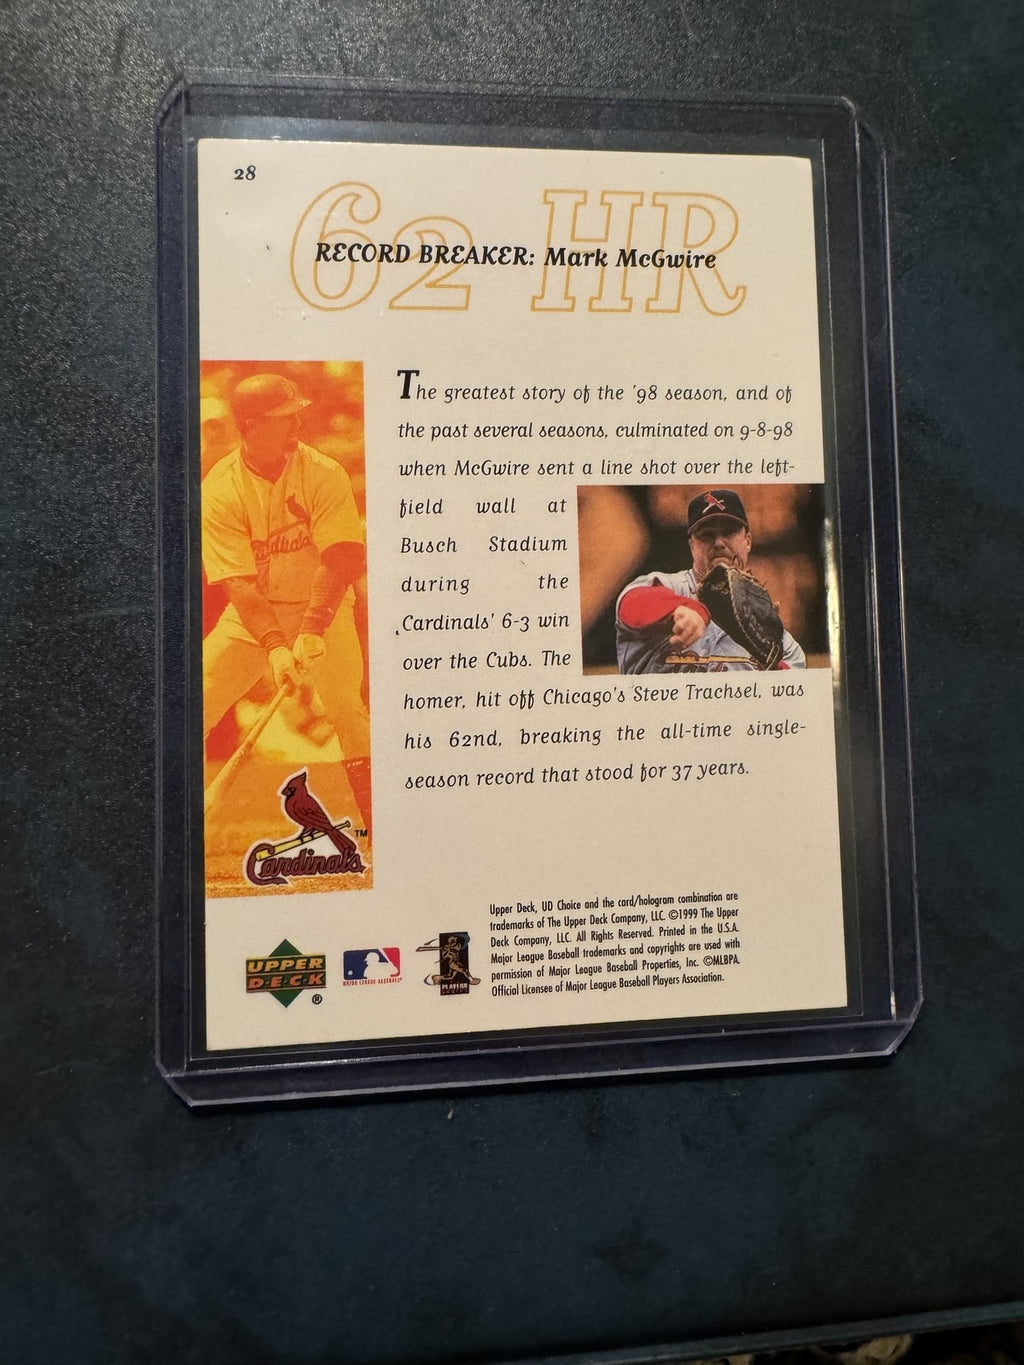 28
62 HR
RECORD BREAKER: Mark McGwire
The greatest story of the '98 season, and of
the past several seasons, culminated on 9-8-98
when McGwire sent a line shot over the left-
field wall at
Busch Stadium
during the
Cardinals' 6-3 win
over the Cubs. The
homer, hit off Chicago's Steve Trachsel, was
his 62nd, breaking the all-time single-
season record that stood for 37 years.
Cardinals
Cardinals
TM
Upper Deck, UD Choice and the card/hologram combination are
trademarks of The Upper Deck Company, LLC. ©1999 The Upper
Deck Company, LLC. All Rights Reserved. Printed in the U.S.A.
Major League Baseball trademarks and copyrights are used with
permission of Major League Baseball Properties, Inc. ©MLBPA.
Official Licensee of Major League Baseball Players Association.
UPPER
DECK
®
MAJOR LEAGUE BASEBALL
PLAYERS